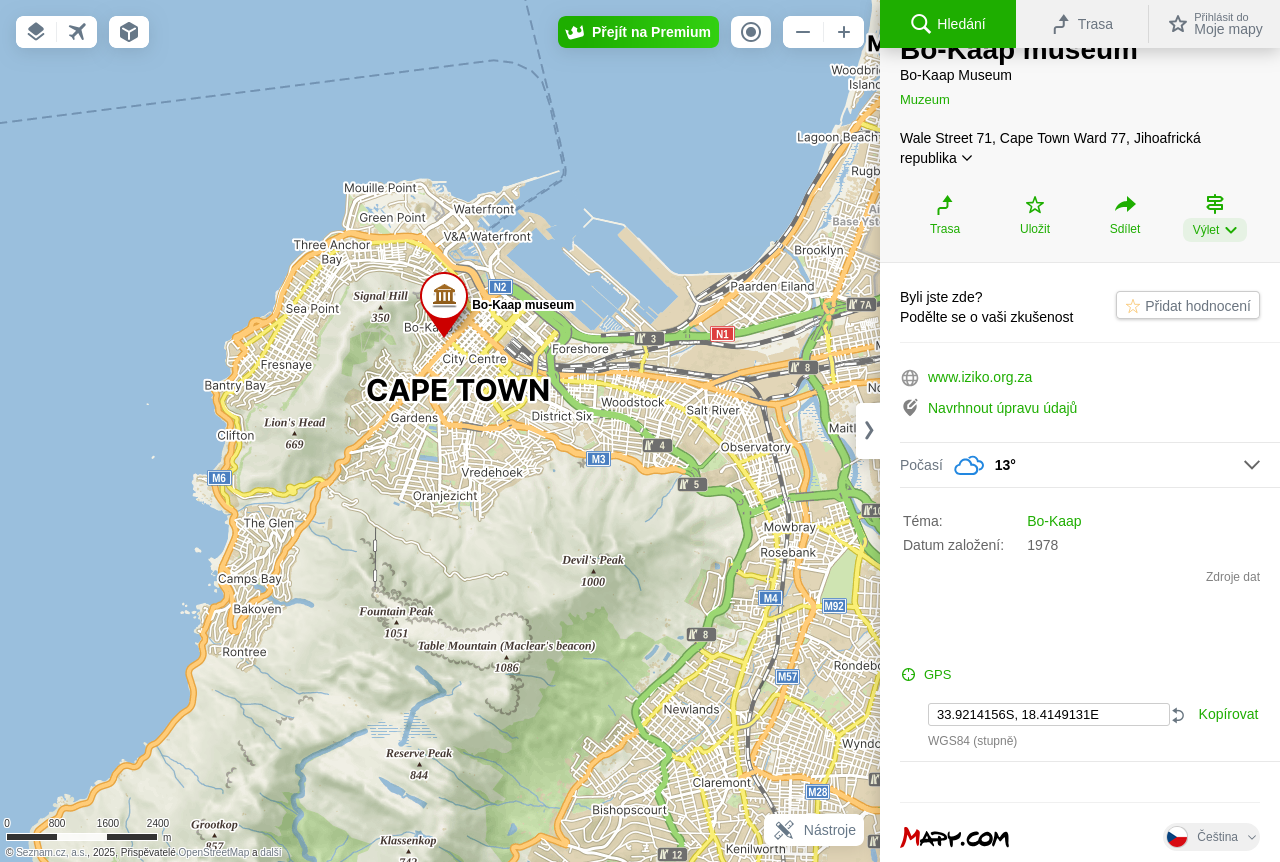 Přejít na Premium
Hledání
Trasa
Přihlásit do
Moje mapy
Bo-Kaap museum
Bo-Kaap Museum
Muzeum
Wale Street 71, Cape Town Ward 77, Jihoafrická
republika
Trasa
Uložit
Sdílet
Výlet
Byli jste zde?
Podělte se o vaši zkušenost
Přidat hodnocení
www.iziko.org.za
Navrhnout úpravu údajů
Počasí
13°
Téma:
Bo-Kaap
Datum založení:
1978
Zdroje dat
GPS
33.9214156S, 18.4149131E
Kopírovat
WGS84 (stupně)
Mapy.com
Čeština
Lagoon Beach
Mouille Point
Green Point
Waterfront
V&A Waterfront
Three Anchor
Bay
Brooklyn
Paarden Eiland
Signal Hill
350
N2
Bo-Kaap museum
Sea Point
7A
3
N1
City Centre
Foreshore
8
Fresnaye
CAPE TOWN
Bantry Bay
Woodstock
Salt River
Gardens
District Six
Lion's Head
669
Clifton
4
Observatory
M3
Vredehoek
M6
5
Oranjezicht
The Glen
Mowbray
Devil's Peak
1000
Rosebank
Camps Bay
M4
M92
Bakoven
Fountain Peak
1051
8
Table Mountain (Maclear's beacon)
1086
Rontree
M57
Newlands
Reserve Peak
844
Claremont
M28
Bishopscourt
Grootkop
857
Klassenkop
Kenilworth
12
Nástroje
0
800
1600
2400
m
© Seznam.cz, a.s., 2025, Přispěvatelé OpenStreetMap a další